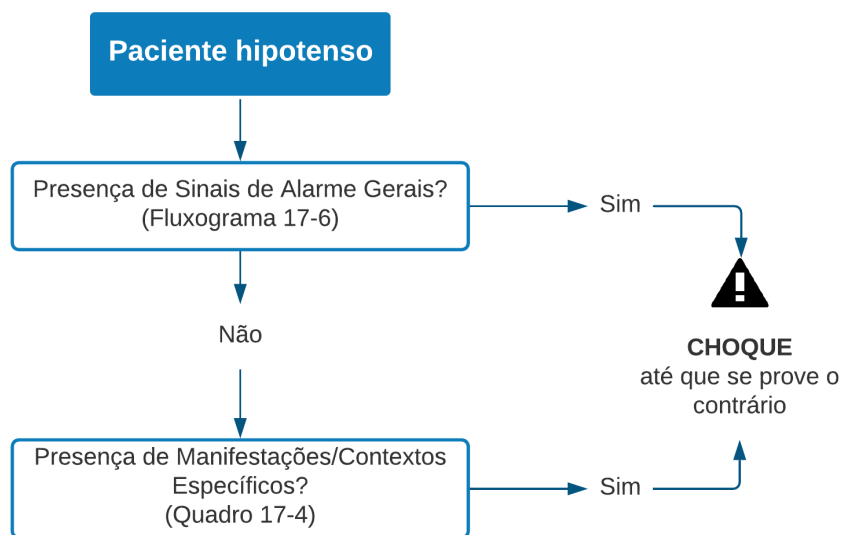 Paciente hipotenso
Presença de Sinais de Alarme Gerais?
(Fluxograma 17-6)
Sim
Não
CHOQUE
até que se prove o
contrário
Presença de Manifestações/Contextos
Específicos?
(Quadro 17-4)
Sim